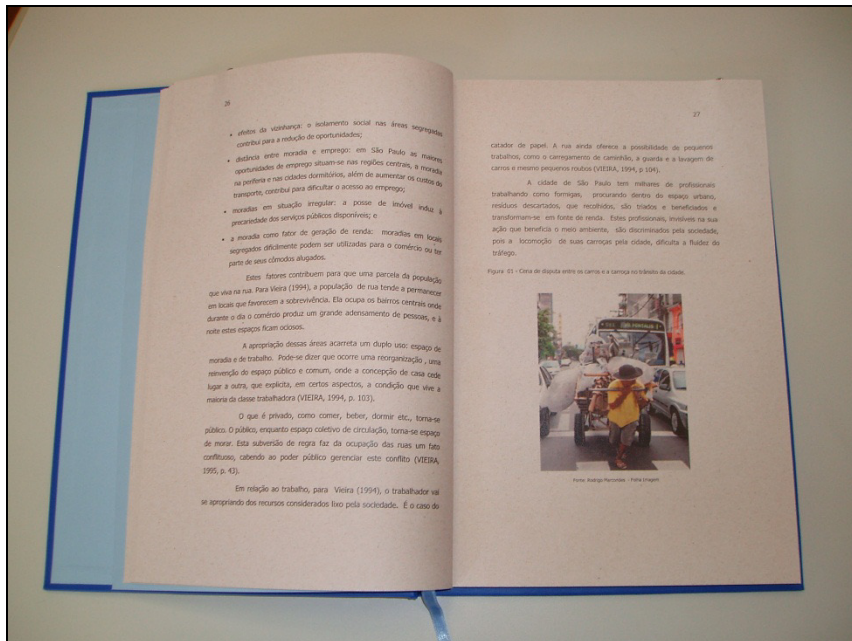 26
• efeitos da vizinhança: o isolamento social nas áreas segregadas
contribui para a redução de oportunidades;
• distância entre moradia e emprego: em São Paulo as maiores
oportunidades de emprego situam-se nas regiões centrais, a moradia
na periferia e nas cidades dormitórios, além de aumentar os custos do
transporte, contribui para dificultar o acesso ao emprego;
• moradias em situação irregular: a posse de imóvel induz à
precariedade dos serviços públicos disponíveis; e
• a moradia como fator de geração de renda: moradias em locais
segregados dificilmente podem ser utilizadas para o comércio ou ter
parte de seus cômodos alugados.
Estes fatores contribuem para que uma parcela da população
que viva na rua. Para Vieira (1994), a população de rua tende a permanecer
em locais que favorecem a sobrevivência. Ela ocupa os bairros centrais onde
durante o dia o comércio produz um grande adensamento de pessoas, e à
noite estes espaços ficam ociosos.
A apropriação dessas áreas acarreta um duplo uso: espaço de
moradia e de trabalho. Pode-se dizer que ocorre uma reorganização , uma
reinvenção do espaço público e comum, onde a concepção de casa cede
lugar a outra, que explicita, em certos aspectos, a condição que vive a
maioria da classe trabalhadora (VIEIRA, 1994, p. 103).
O que é privado, como comer, beber, dormir etc., torna-se
público. O público, enquanto espaço coletivo de circulação, torna-se espaço
de morar. Esta subversão de regra faz da ocupação das ruas um fato
conflituoso, cabendo ao poder público gerenciar este conflito (VIEIRA,
1995, p. 43).
Em relação ao trabalho, para Vieira (1994), o trabalhador vai
se apropriando dos recursos considerados lixo pela sociedade. É o caso do
27
catador de papel. A rua ainda oferece a possibilidade de pequenos
trabalhos, como o carregamento de caminhão, a guarda e a lavagem de
carros e mesmo pequenos roubos (VIEIRA, 1994, p 104).
A cidade de São Paulo tem milhares de profissionais
trabalhando como formigas, procurando dentro do espaço urbano,
resíduos descartados, que recolhidos, são triados e beneficiados e
transformam-se em fonte de renda. Estes profissionais, invisíveis na sua
ação que beneficia o meio ambiente, são discriminados pela sociedade,
pois a locomoção de suas carroças pela cidade, dificulta a fluidez do
tráfego.
Figura 01 - Cena de disputa entre os carros e a carroça no trânsito da cidade.
Fonte: Rodrigo - Folha Imagem